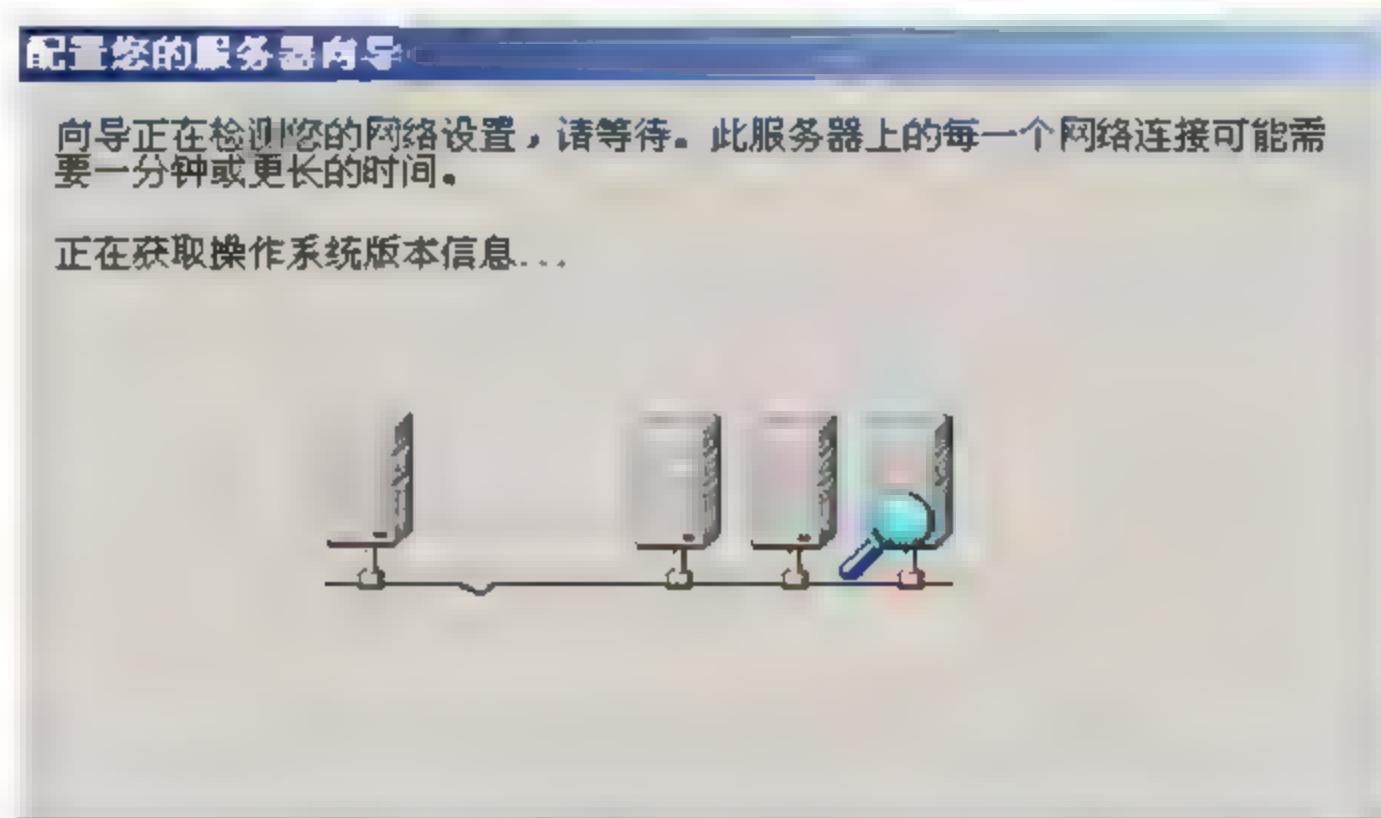 配置您的服务器向导
向导正在检测您的网络设置，请等待。此服务器上的每一个网络连接可能需
要一分钟或更长的时间。
正在获取操作系统版本信息...